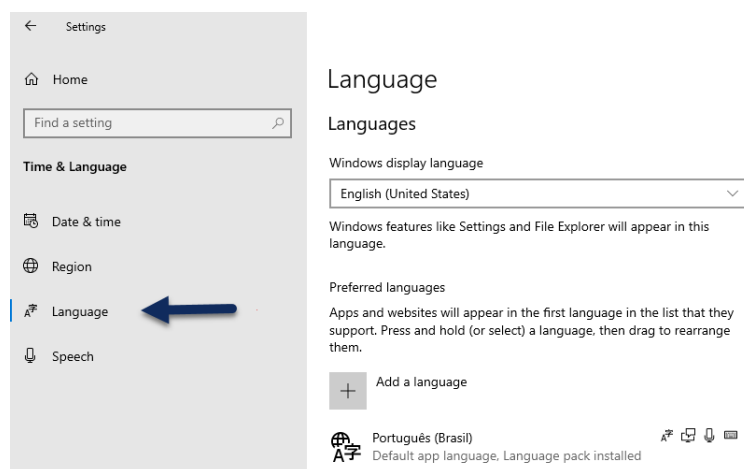 Settings
Home
Find a setting
Time & Language
Date & time
Region
Language
Speech
Language
Languages
Windows display language
English (United States)
Windows features like Settings and File Explorer will appear in this
language.
Preferred languages
Apps and websites will appear in the first language in the list that they
support. Press and hold (or select) a language, then drag to rearrange
them.
Add a language
Português (Brasil)
Default app language, Language pack installed